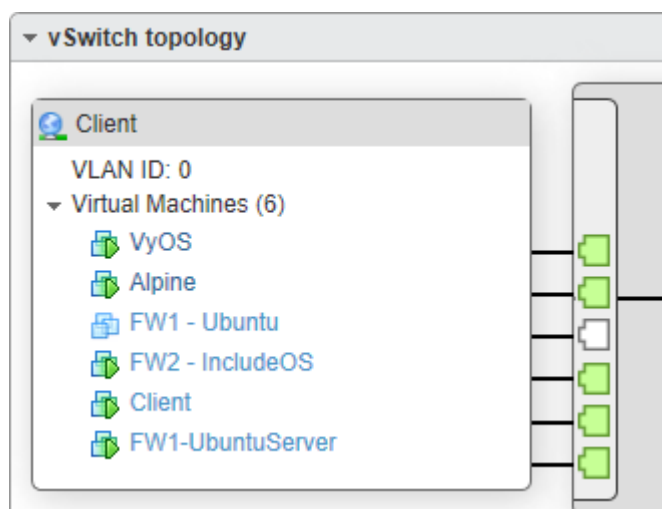 vSwitch topology
Client
VLAN ID: 0
Virtual Machines (6)
VyOS
Alpine
FW1 - Ubuntu
FW2 - IncludeOS
Client
FW1-UbuntuServer